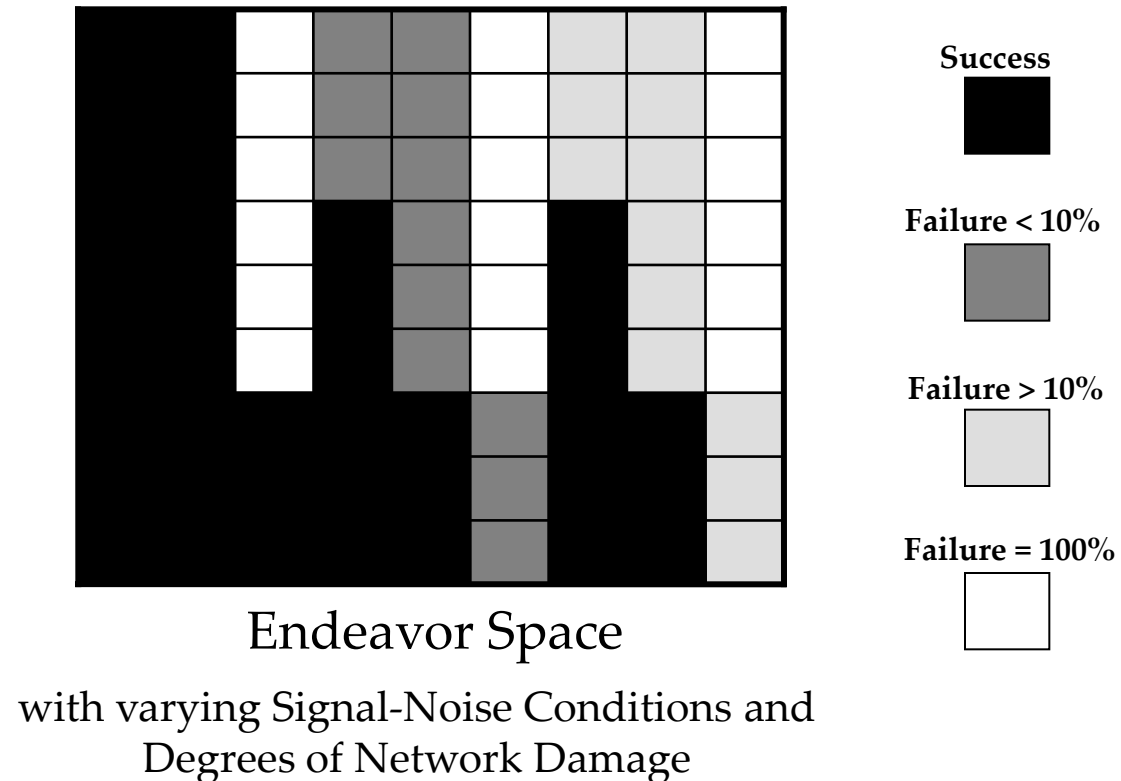 Success
Failure < 10%
Failure > 10%
Failure = 100%
Endeavor Space
with varying Signal-Noise Conditions and
Degrees of Network Damage